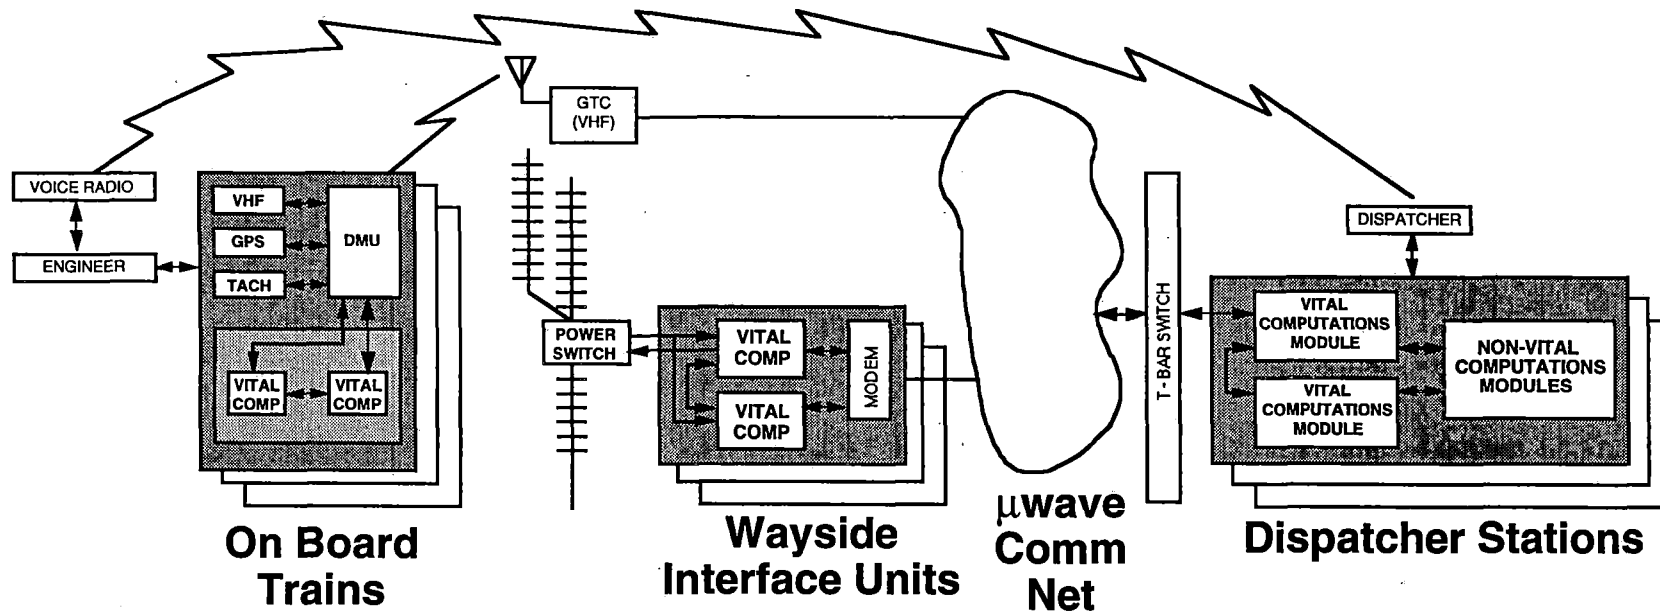 GTC
(VHF)
VOICE RADIO
ENGINEER
VHF
GPS
TACH
DMU
VITAL
COMP
VITAL
COMP
On Board
Trains
POWER
SWITCH
VITAL
COMP
VITAL
COMP
MODEM
Wayside
Interface Units
μwave
Comm
Net
T - BAR SWITCH
DISPATCHER
VITAL
COMPUTATIONS
MODULE
VITAL
COMPUTATIONS
MODULE
NON-VITAL
COMPUTATIONS
MODULES
Dispatcher Stations